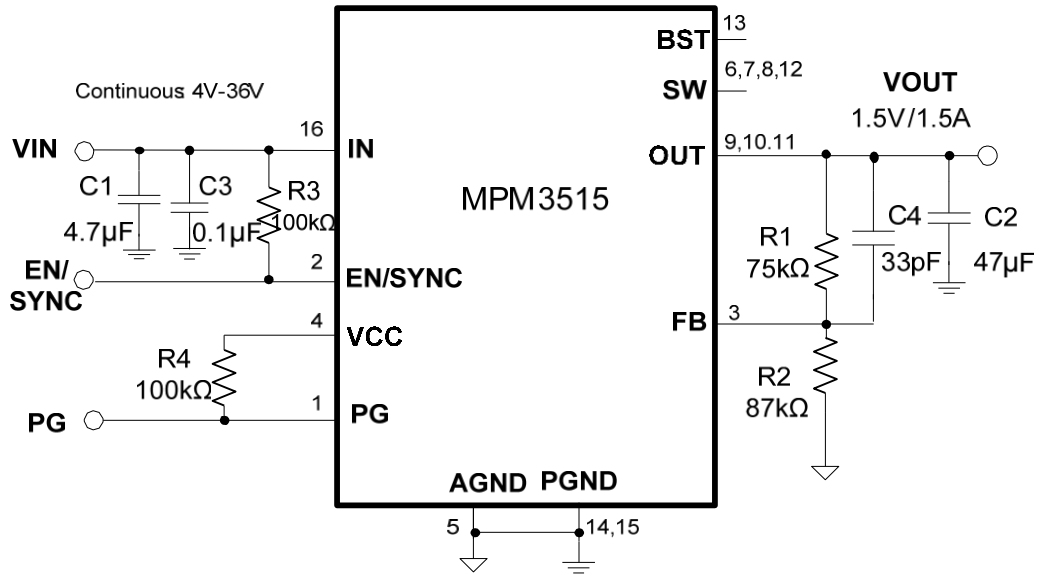 13
BST
6,7,8,12
SW
VOUT
1.5V/1.5A
Continuous 4V-36V
16
VIN
IN
9,10.11
OUT
C1
C3
R3
100kΩ
4.7µF
0.1µF
MPM3515
R1
75kΩ
C4
33pF
C2
47µF
EN/
SYNC
2
EN/SYNC
3
FB
4
VCC
R4
100kΩ
R2
87kΩ
1
PG
PG
AGND PGND
5
14,15